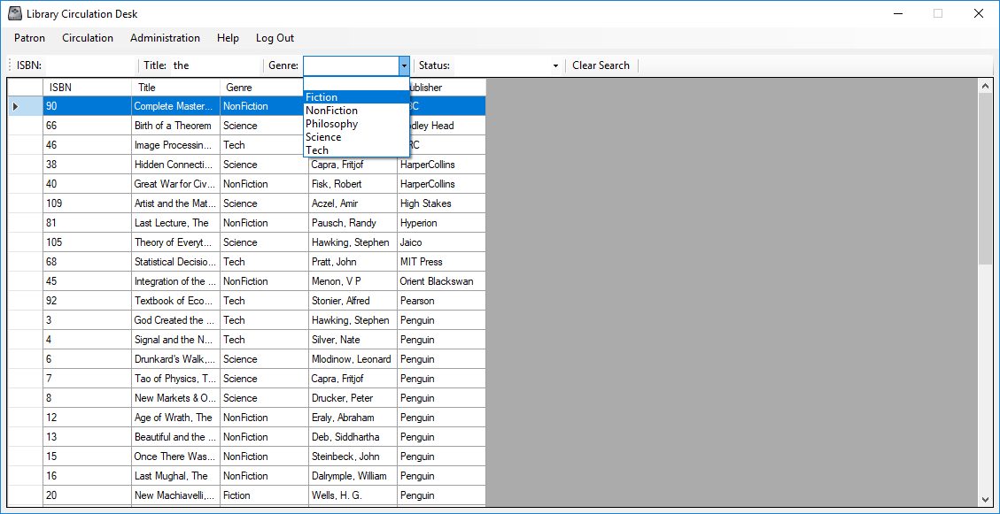 Library Circulation Desk
Patron Circulation Administration Help Log Out
ISBN: Title: the Genre: Status: Clear Search
ISBN Title Genre ublisher
Fiction
NonFiction
Philosophy
Science
Tech
90 Complete Master... NonFiction
66 Birth of a Theorem Science dley Head
46 Image Processin... Tech RC
38 Hidden Connecti... Science Capra, Fritjof HarperCollins
40 Great War for Civ... NonFiction Fisk, Robert HarperCollins
109 Artist and the Mat... Science Aczel, Amir High Stakes
81 Last Lecture, The NonFiction Pausch, Randy Hyperion
105 Theory of Everyt... Science Hawking, Stephen Jaico
68 Statistical Decisio... Tech Pratt, John MIT Press
45 Integration of the ... NonFiction Menon, V P Orient Blackswan
92 Textbook of Eco... Tech Stonier, Alfred Pearson
3 God Created the ... Tech Hawking, Stephen Penguin
4 Signal and the N... Tech Silver, Nate Penguin
6 Drunkard's Walk,... Science Mlodinow, Leonard Penguin
7 Tao of Physics, T... Science Capra, Fritjof Penguin
8 New Markets & O... Science Drucker, Peter Penguin
12 Age of Wrath, The NonFiction Eraly, Abraham Penguin
13 Beautiful and the ... NonFiction Deb, Siddhartha Penguin
15 Once There Was... NonFiction Steinbeck, John Penguin
16 Last Mughal, The NonFiction Dalrymple, William Penguin
20 New Machiavelli,... Fiction Wells, H. G. Penguin